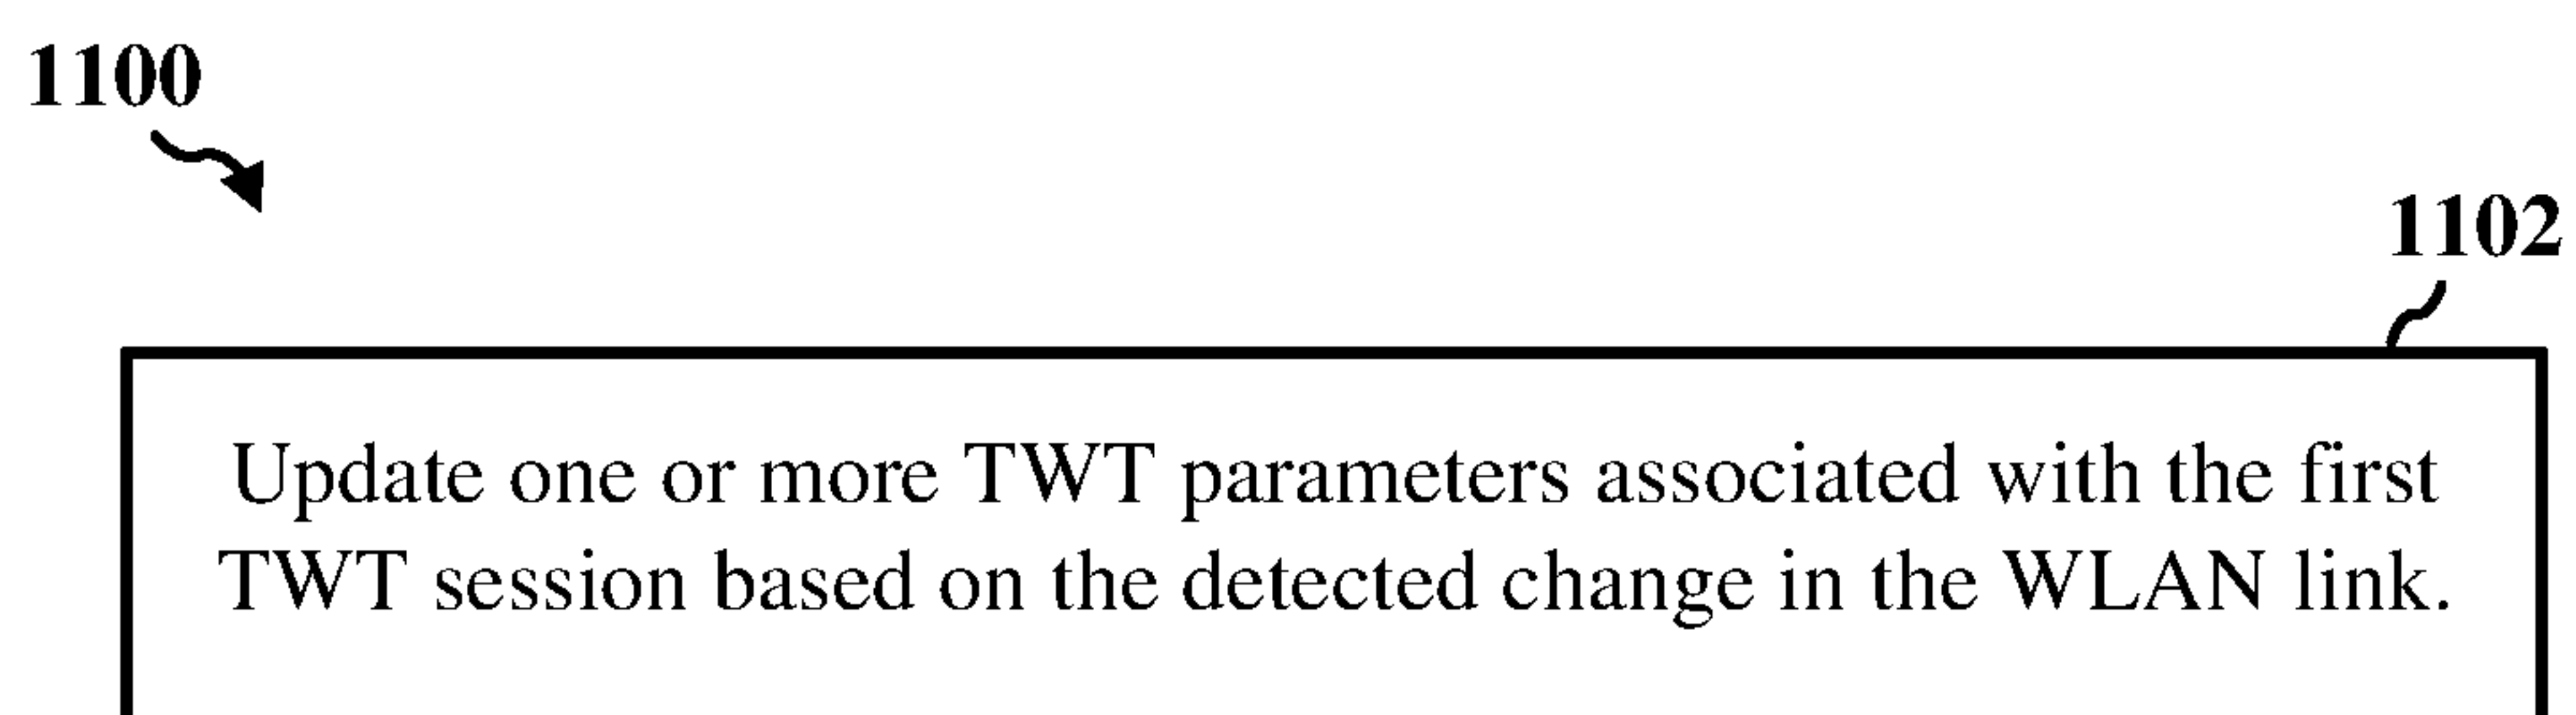 1100
1102
Update one or more TWT parameters associated with the first
TWT session based on the detected change in the WLAN link.